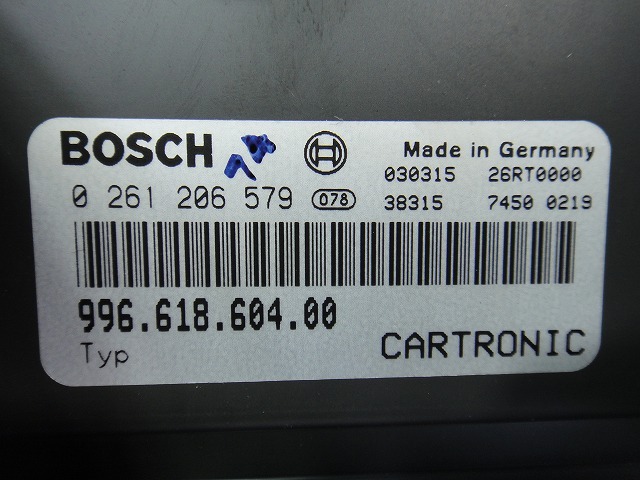 BOSCH Made in Germany
030315 26RT0000
0 261 206 579 078 38315 7450 0219
996.618.604.00
Typ CARTRONIC